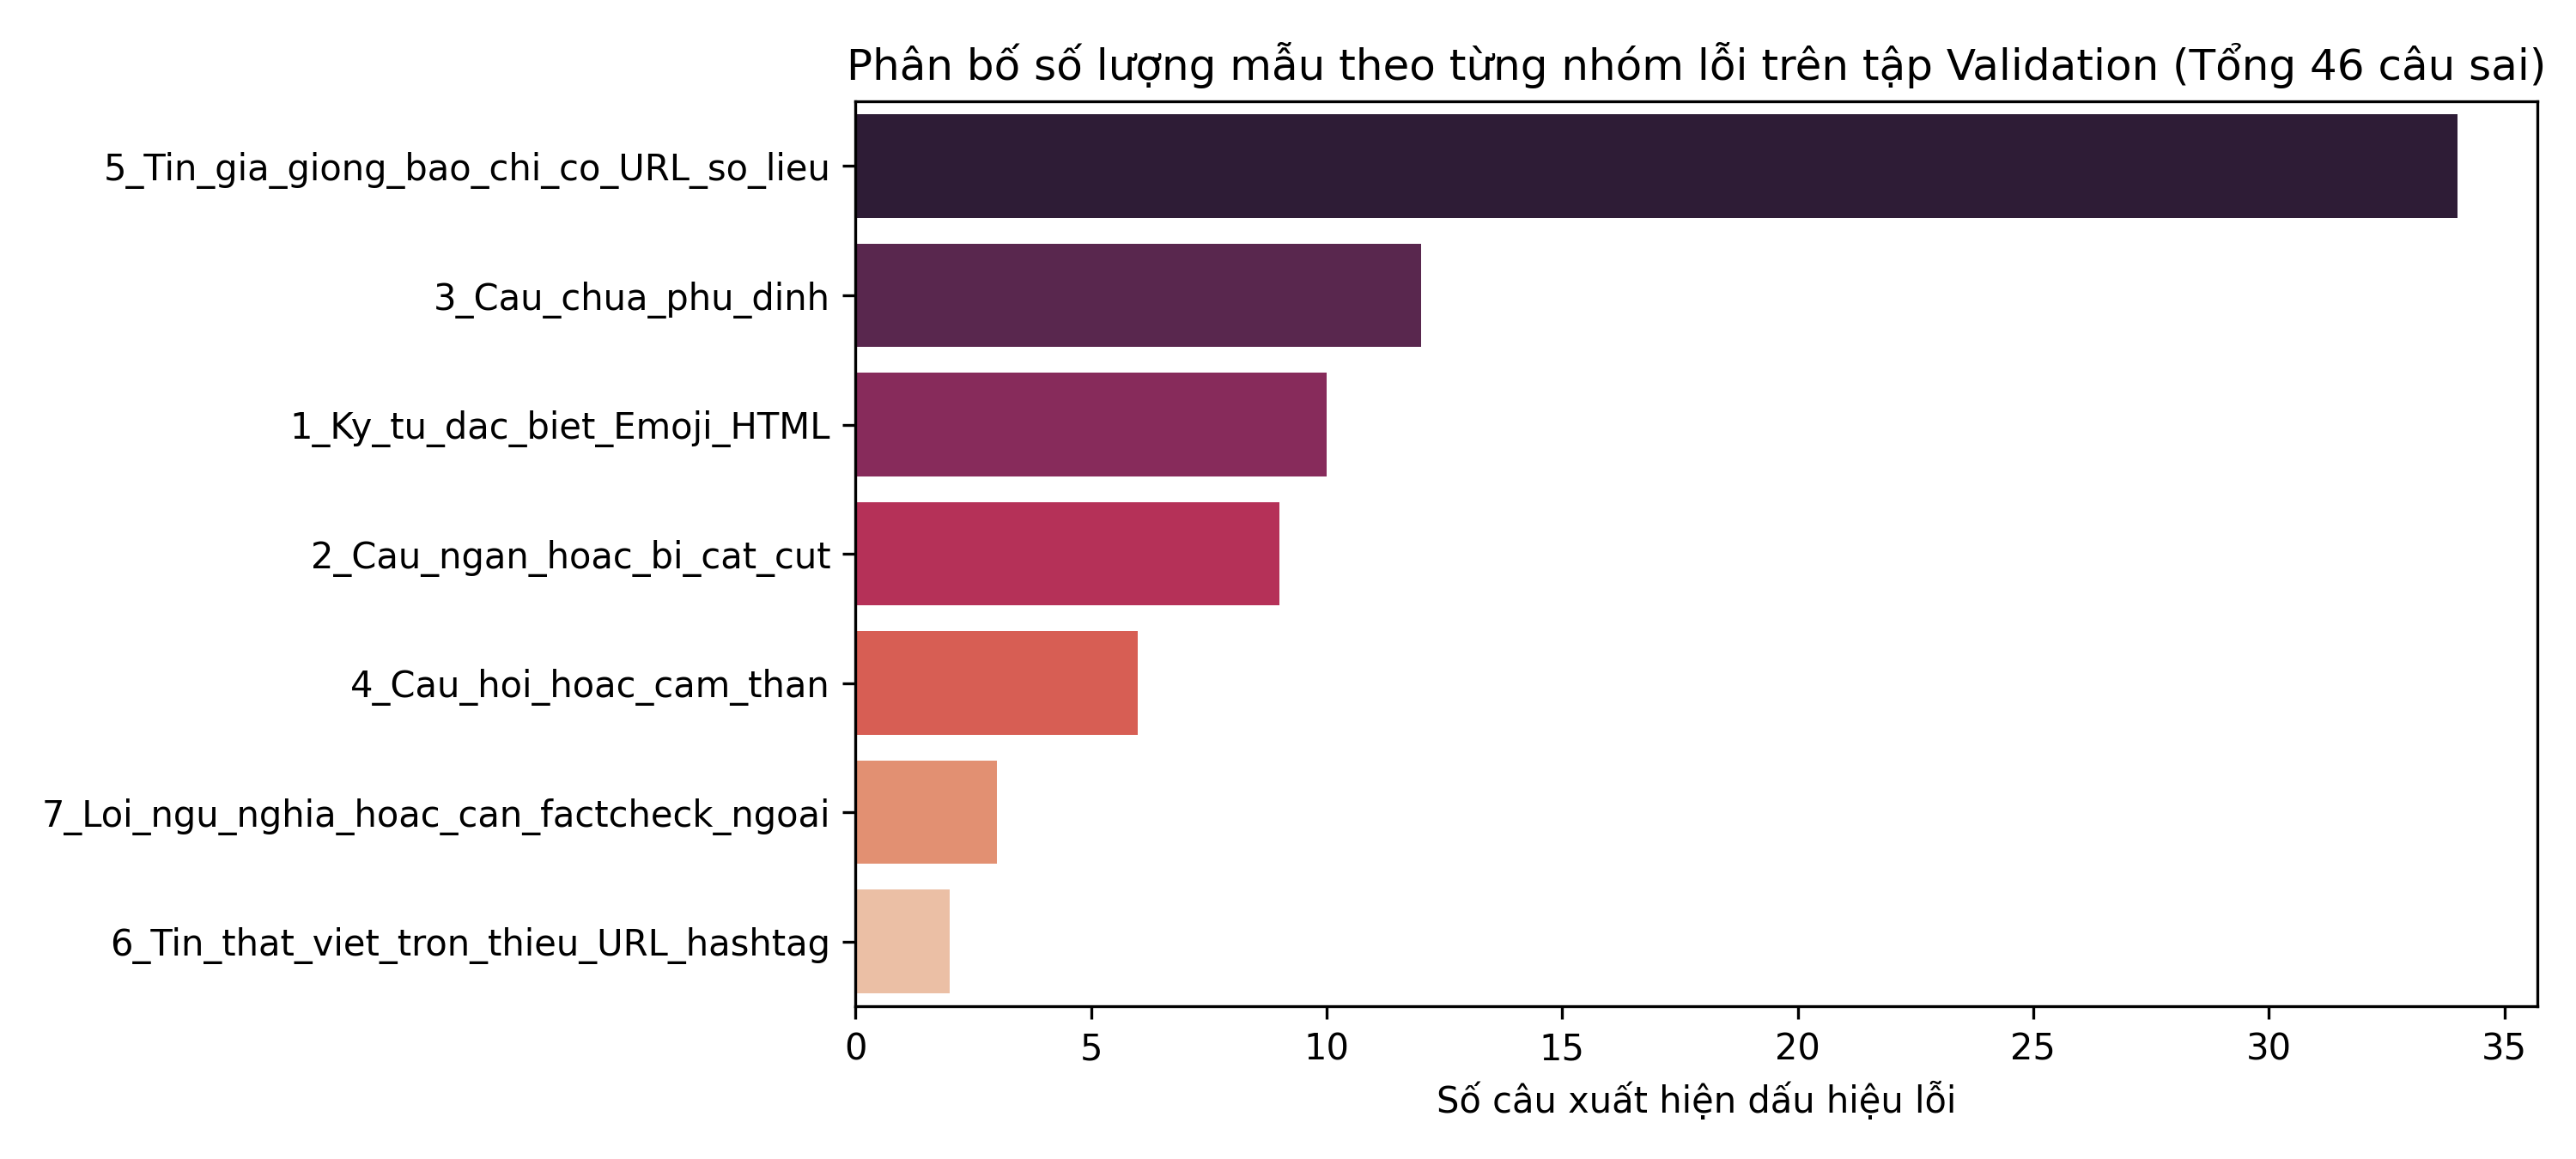 Phân bố số lượng mẫu theo từng nhóm lỗi trên tập Validation (Tổng 46 câu sai)
5_Tin_gia_giong_bao_chi_co_URL_so_lieu
3_Cau_chua_phu_dinh
1_Ky_tu_dac_biet_Emoji_HTML
2_Cau_ngan_hoac_bi_cat_cut
4_Cau_hoi_hoac_cam_than
7_Loi_ngu_nghia_hoac_can_factcheck_ngoai
6_Tin_that_viet_tron_thieu_URL_hashtag
0 5 10 15 20 25 30 35
Số câu xuất hiện dấu hiệu lỗi